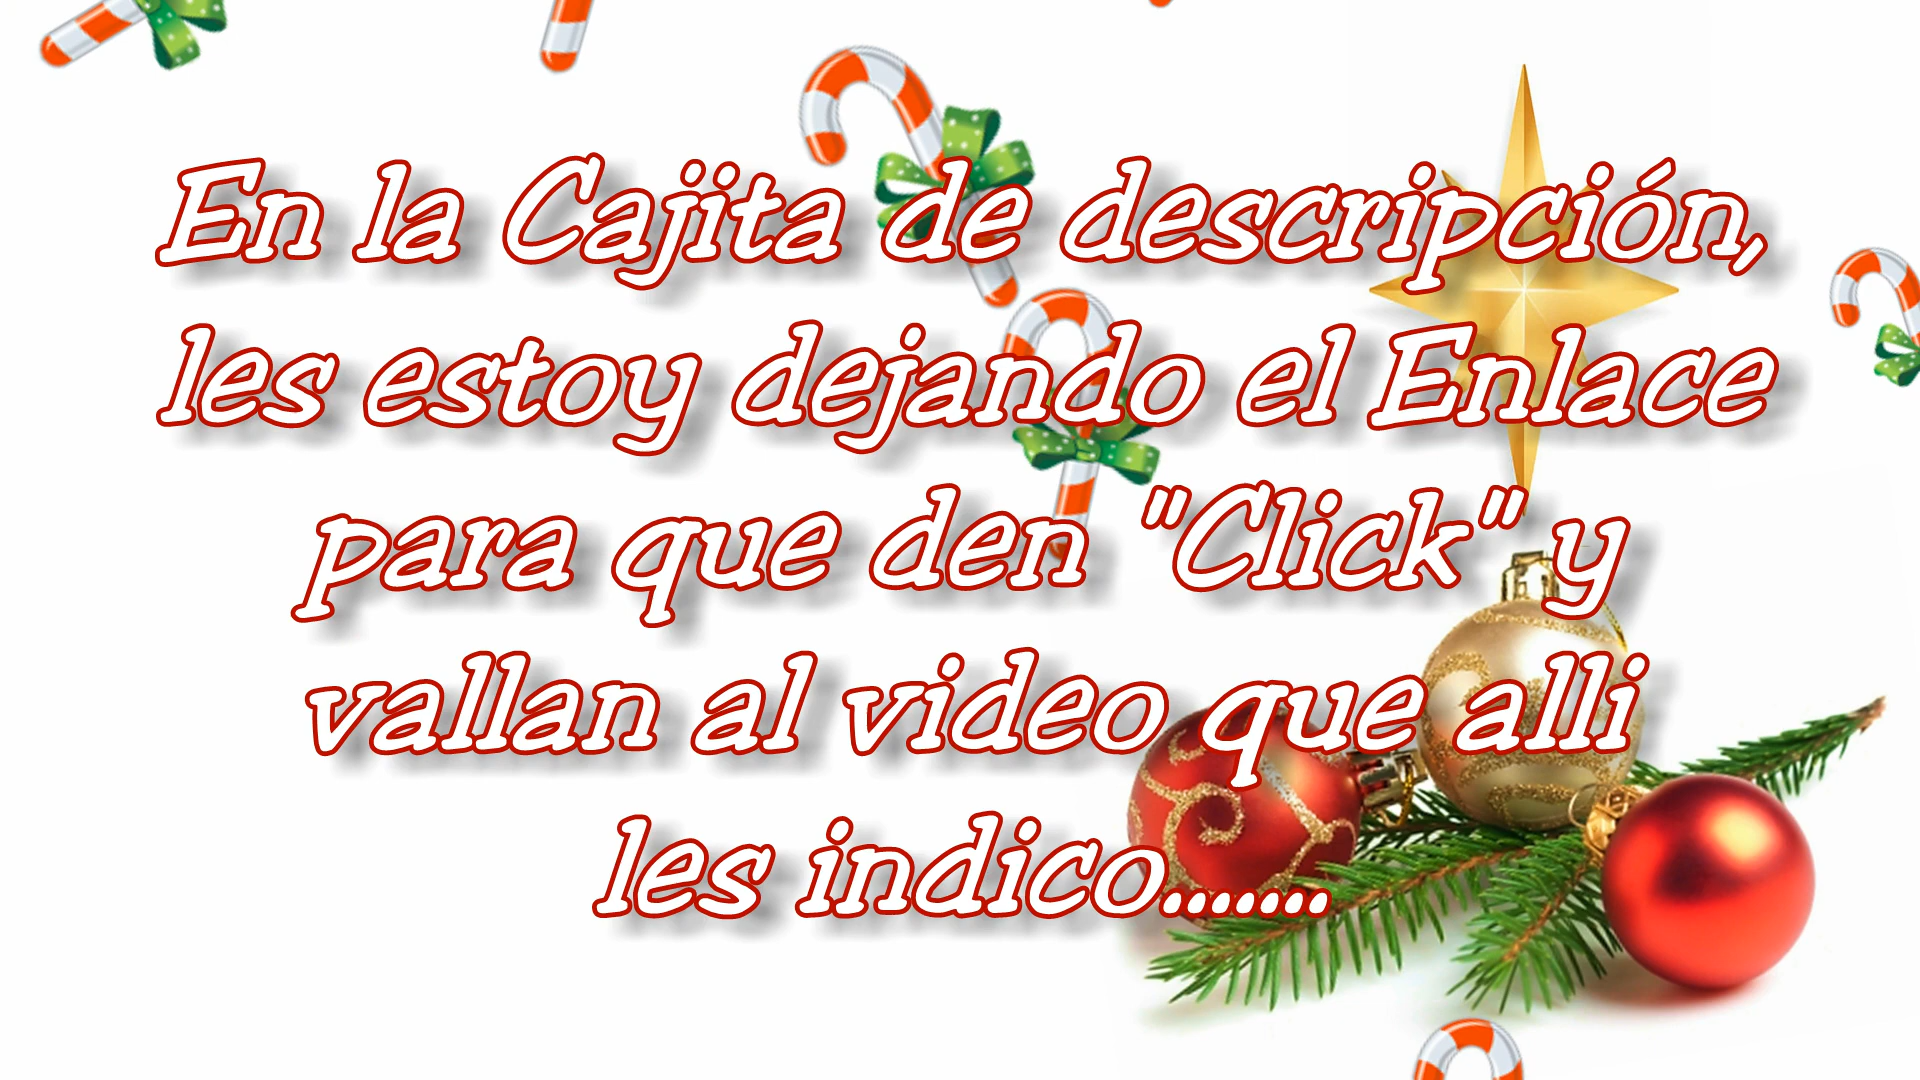 En la Cajita de descripción,
les estoy dejando el Enlace
para que den "Click" y
vallan al video que alli
les indico.......